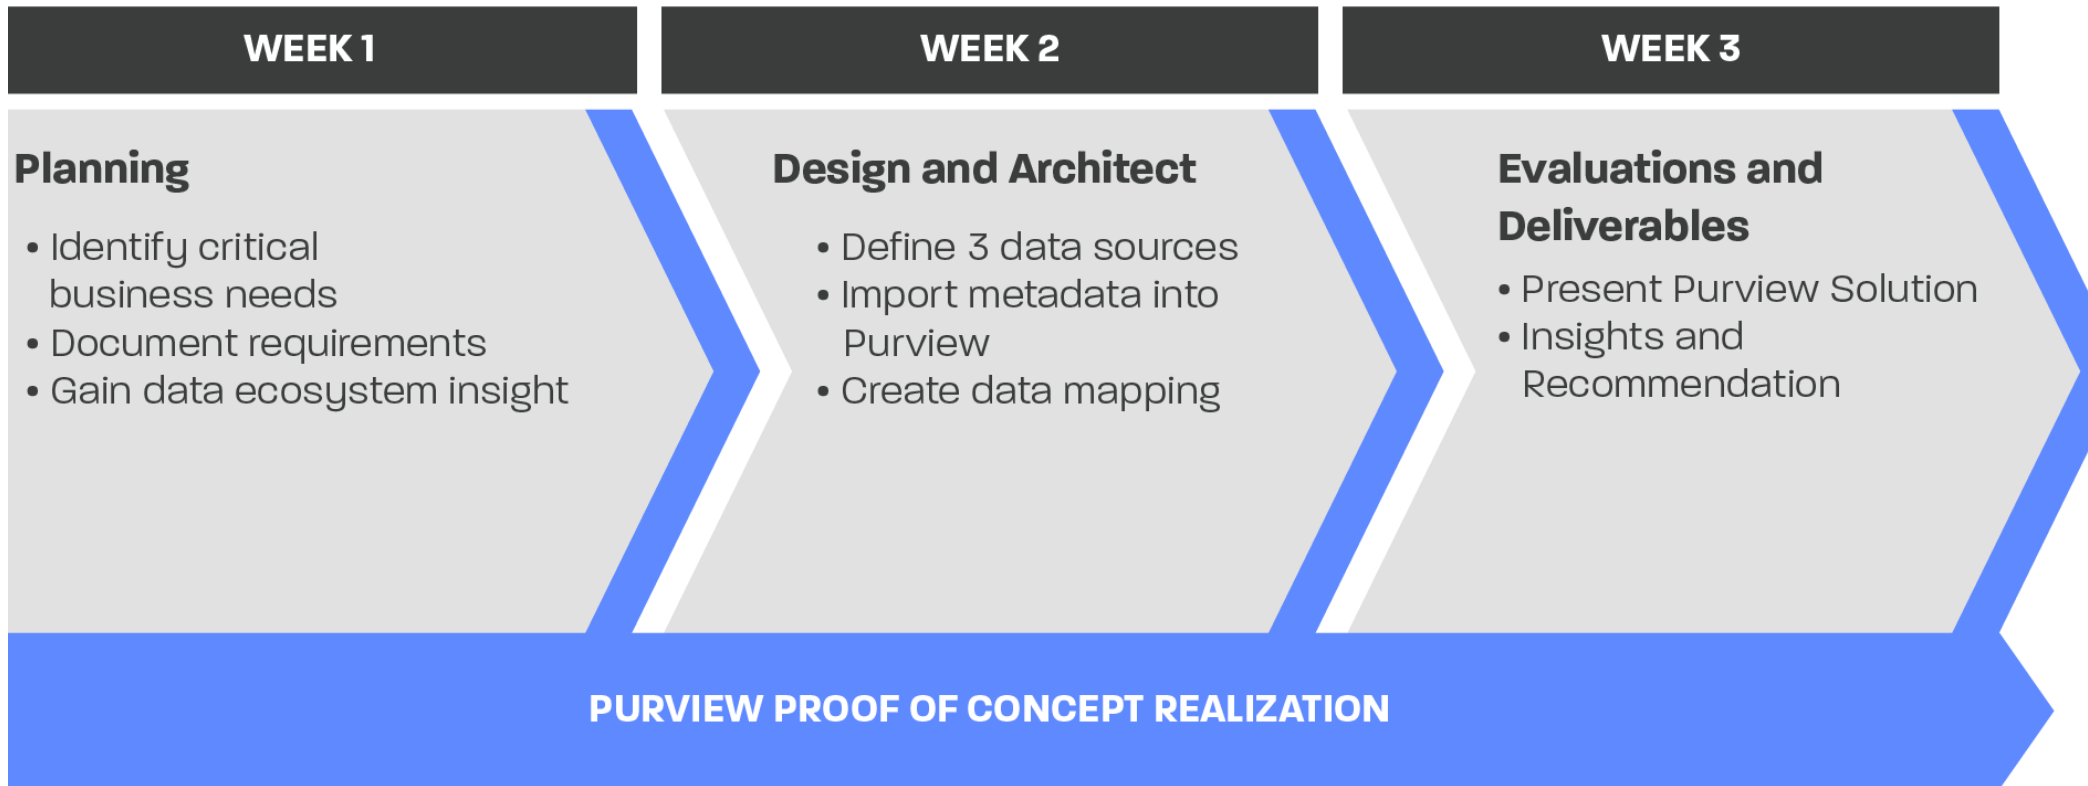 WEEK 1
WEEK 2
WEEK 3
Planning
• Identify critical
business needs
• Document requirements
• Gain data ecosystem insight
Design and Architect
• Define 3 data sources
• Import metadata into
Purview
• Create data mapping
Evaluations and
Deliverables
• Present Purview Solution
• Insights and
Recommendation
PURVIEW PROOF OF CONCEPT REALIZATION